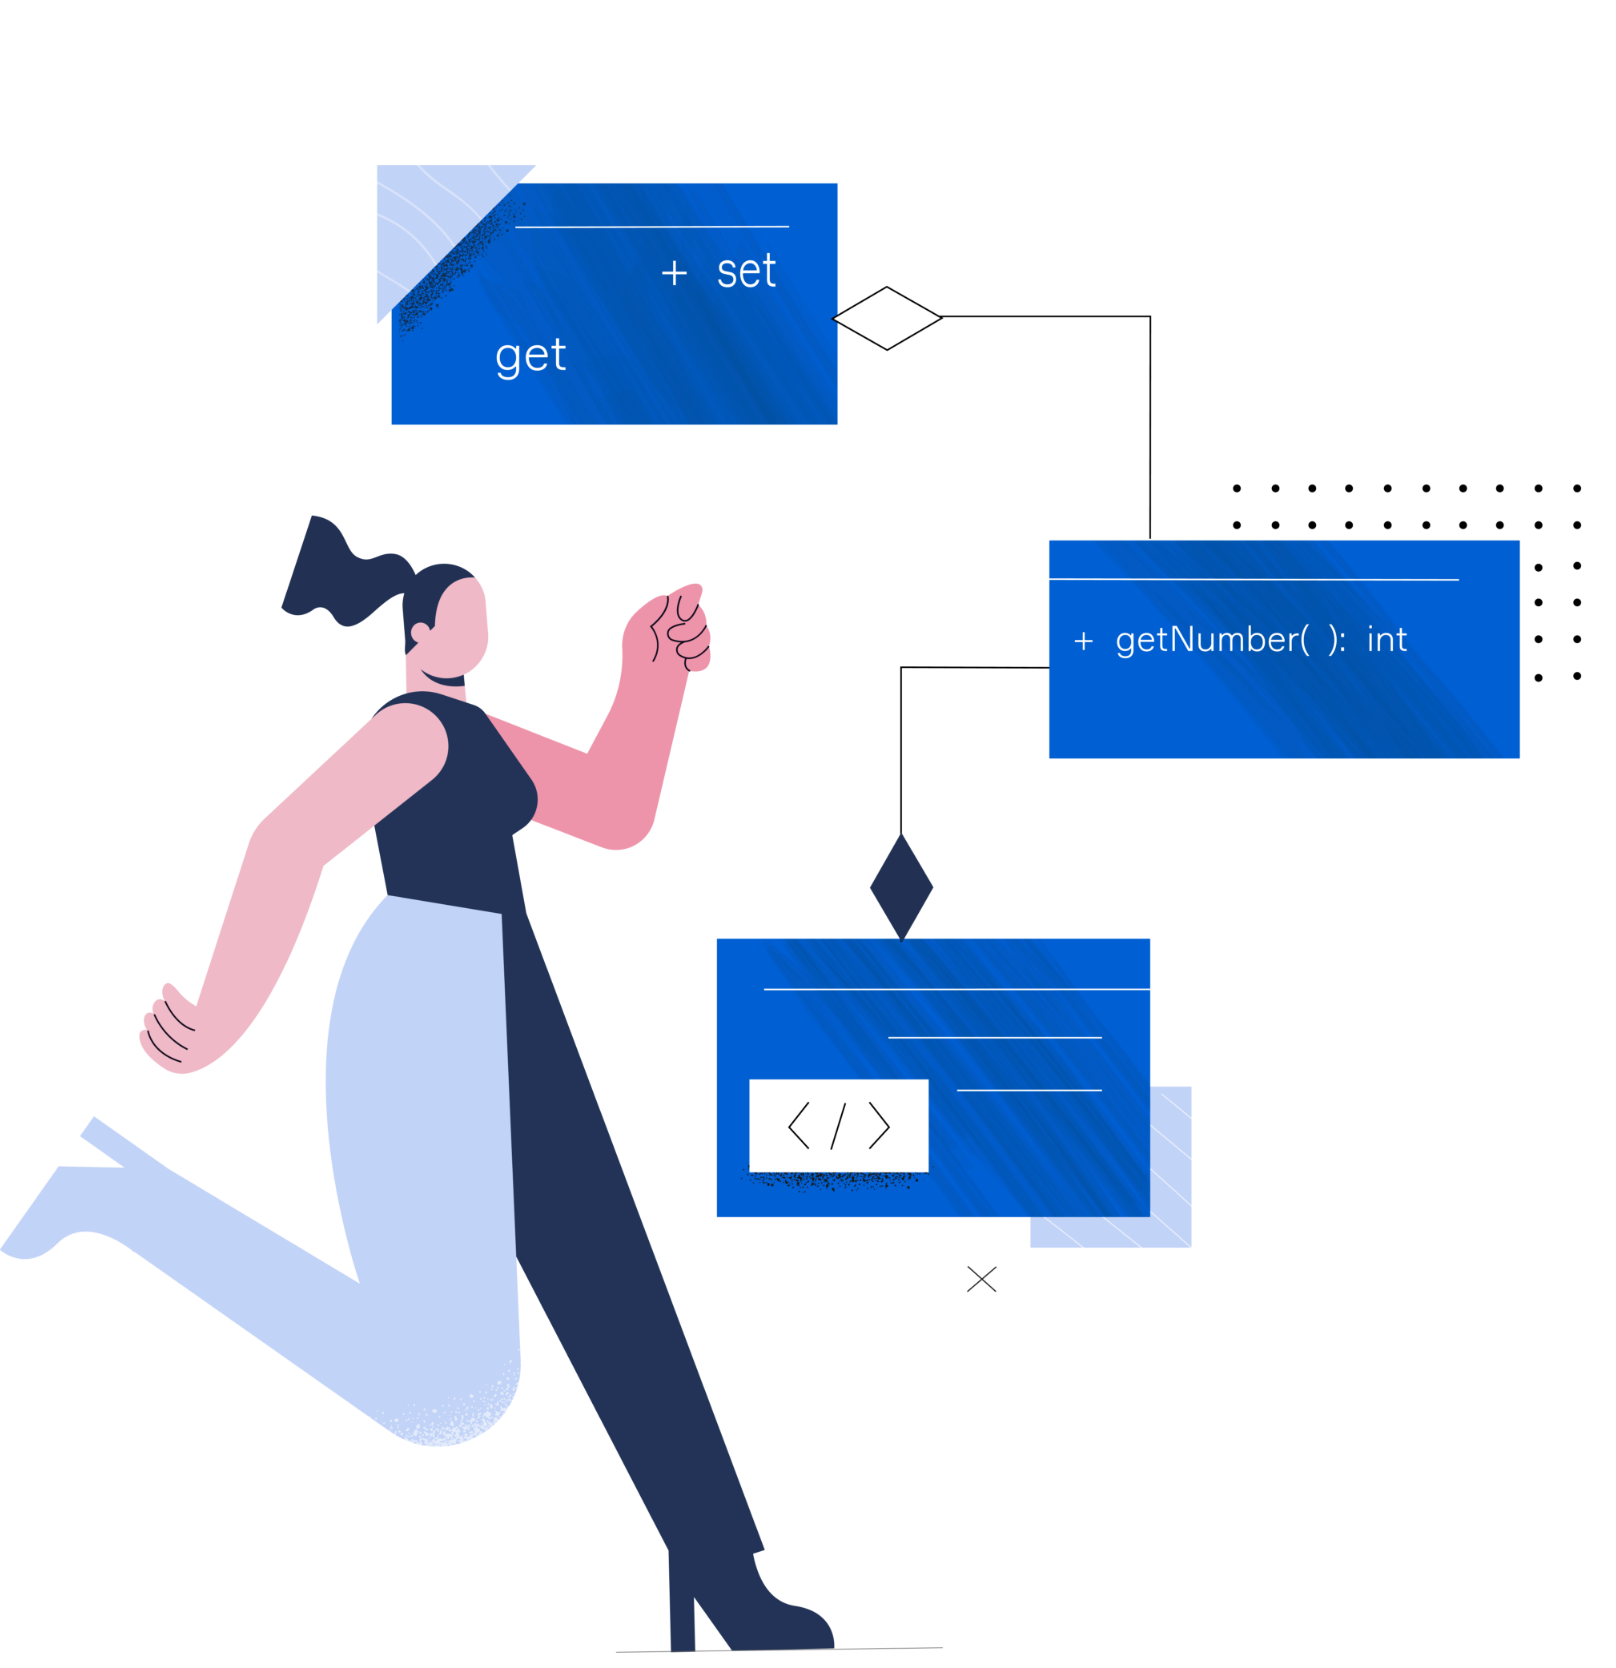 + set
get
+ getNumber( ): int
</>